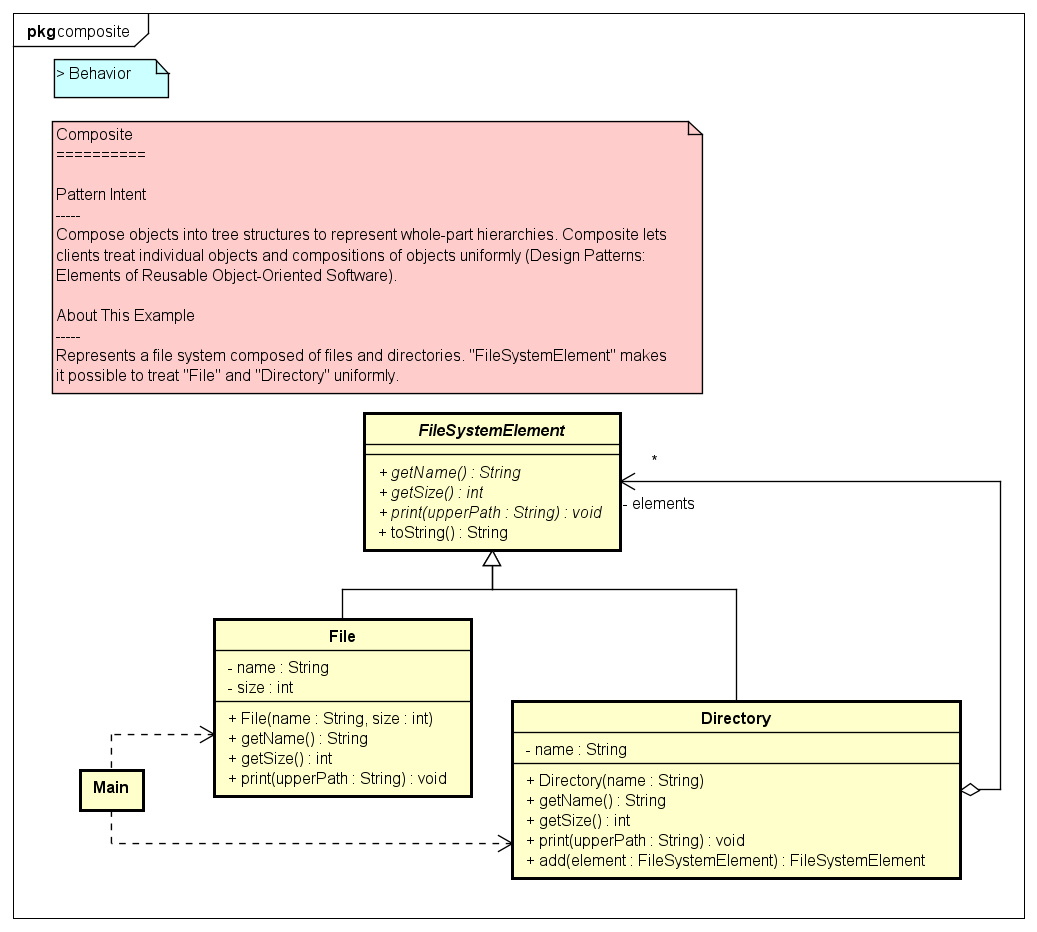 pkg composite
> Behavior
Composite
==========
Pattern Intent
-----
Compose objects into tree structures to represent whole-part hierarchies. Composite lets
clients treat individual objects and compositions of objects uniformly (Design Patterns:
Elements of Reusable Object-Oriented Software).
About This Example
-----
Represents a file system composed of files and directories. "FileSystemElement" makes
it possible to treat "File" and "Directory" uniformly.
FileSystemElement
+ getName() : String
+ getSize() : int
+ print(upperPath : String) : void
+ toString() : String
*
- elements
File
- name : String
- size : int
+ File(name : String, size : int)
+ getName() : String
+ getSize() : int
+ print(upperPath : String) : void
Main
Directory
- name : String
+ Directory(name : String)
+ getName() : String
+ getSize() : int
+ print(upperPath : String) : void
+ add(element : FileSystemElement) : FileSystemElement